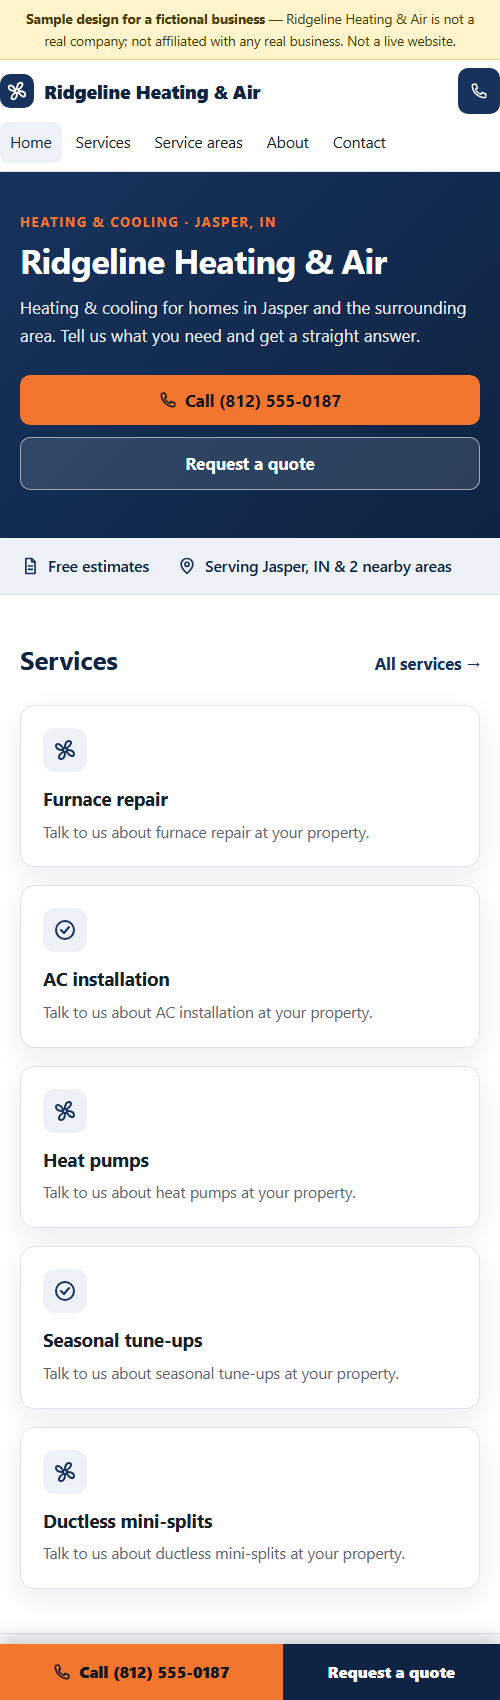 Sample design for a fictional business — Ridgeline Heating & Air is not a
real company; not affiliated with any real business. Not a live website.
Ridgeline Heating & Air
Home Services Service areas About Contact
HEATING & COOLING · JASPER, IN
Ridgeline Heating & Air
Heating & cooling for homes in Jasper and the surrounding
area. Tell us what you need and get a straight answer.
Call (812) 555-0187
Request a quote
Free estimates Serving Jasper, IN & 2 nearby areas
Services All services →
Furnace repair
Talk to us about furnace repair at your property.
AC installation
Talk to us about AC installation at your property.
Heat pumps
Talk to us about heat pumps at your property.
Seasonal tune-ups
Talk to us about seasonal tune-ups at your property.
Ductless mini-splits
Talk to us about ductless mini-splits at your property.
Call (812) 555-0187 Request a quote